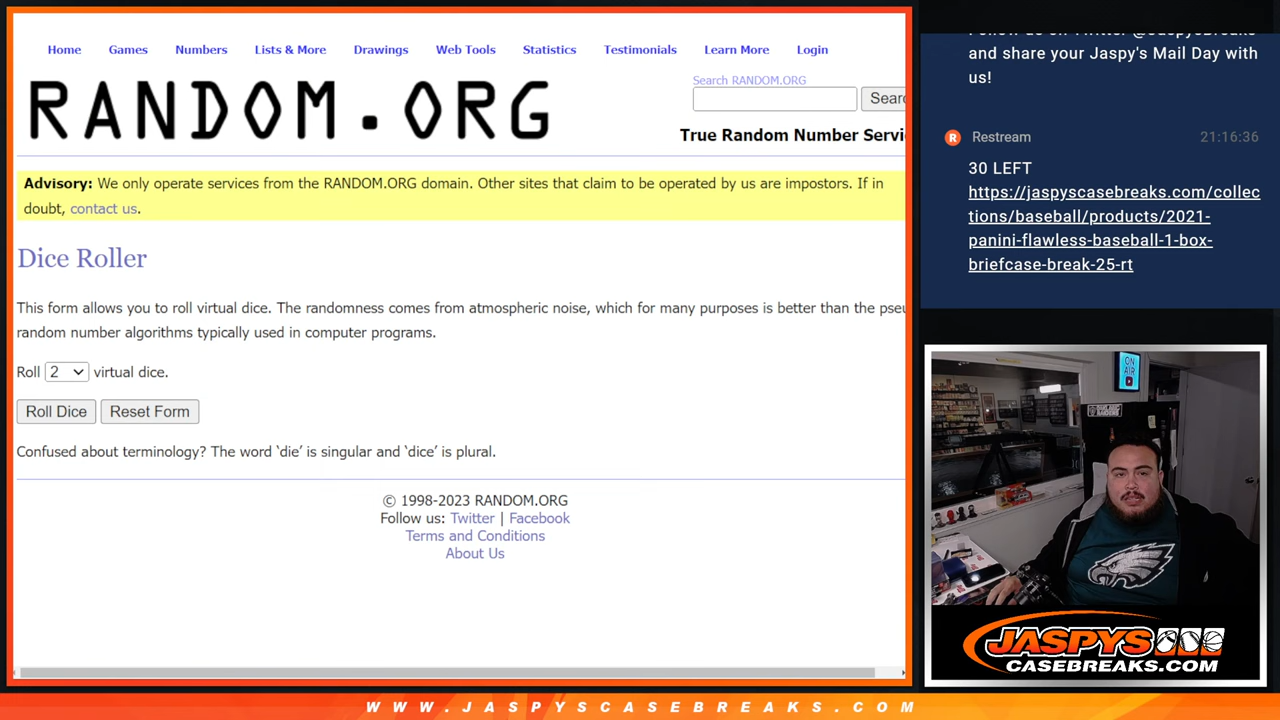 Home Games Numbers Lists & More Drawings Web Tools Statistics Testimonials Learn More Login
RANDOM.ORG
Search RANDOM.ORG
Searc
True Random Number Servi
Advisory: We only operate services from the RANDOM.ORG domain. Other sites that claim to be operated by us are impostors. If in
doubt, contact us.
Dice Roller
This form allows you to roll virtual dice. The randomness comes from atmospheric noise, which for many purposes is better than the pseu
random number algorithms typically used in computer programs.
Roll 2 virtual dice.
Roll Dice Reset Form
Confused about terminology? The word ‘die’ is singular and ‘dice’ is plural.
© 1998-2023 RANDOM.ORG
Follow us: Twitter | Facebook
Terms and Conditions
About Us
Follow us on Twitter @JaspysBreaks
and share your Jaspy's Mail Day with
us!
Restream 21:16:36
30 LEFT
https://jaspyscasebreaks.com/collec
tions/baseball/products/2021-
panini-flawless-baseball-1-box-
briefcase-break-25-rt
ON
AIR
JASPYS
CASEBREAKS.COM
WWW.JASPYSCASEBREAKS.COM